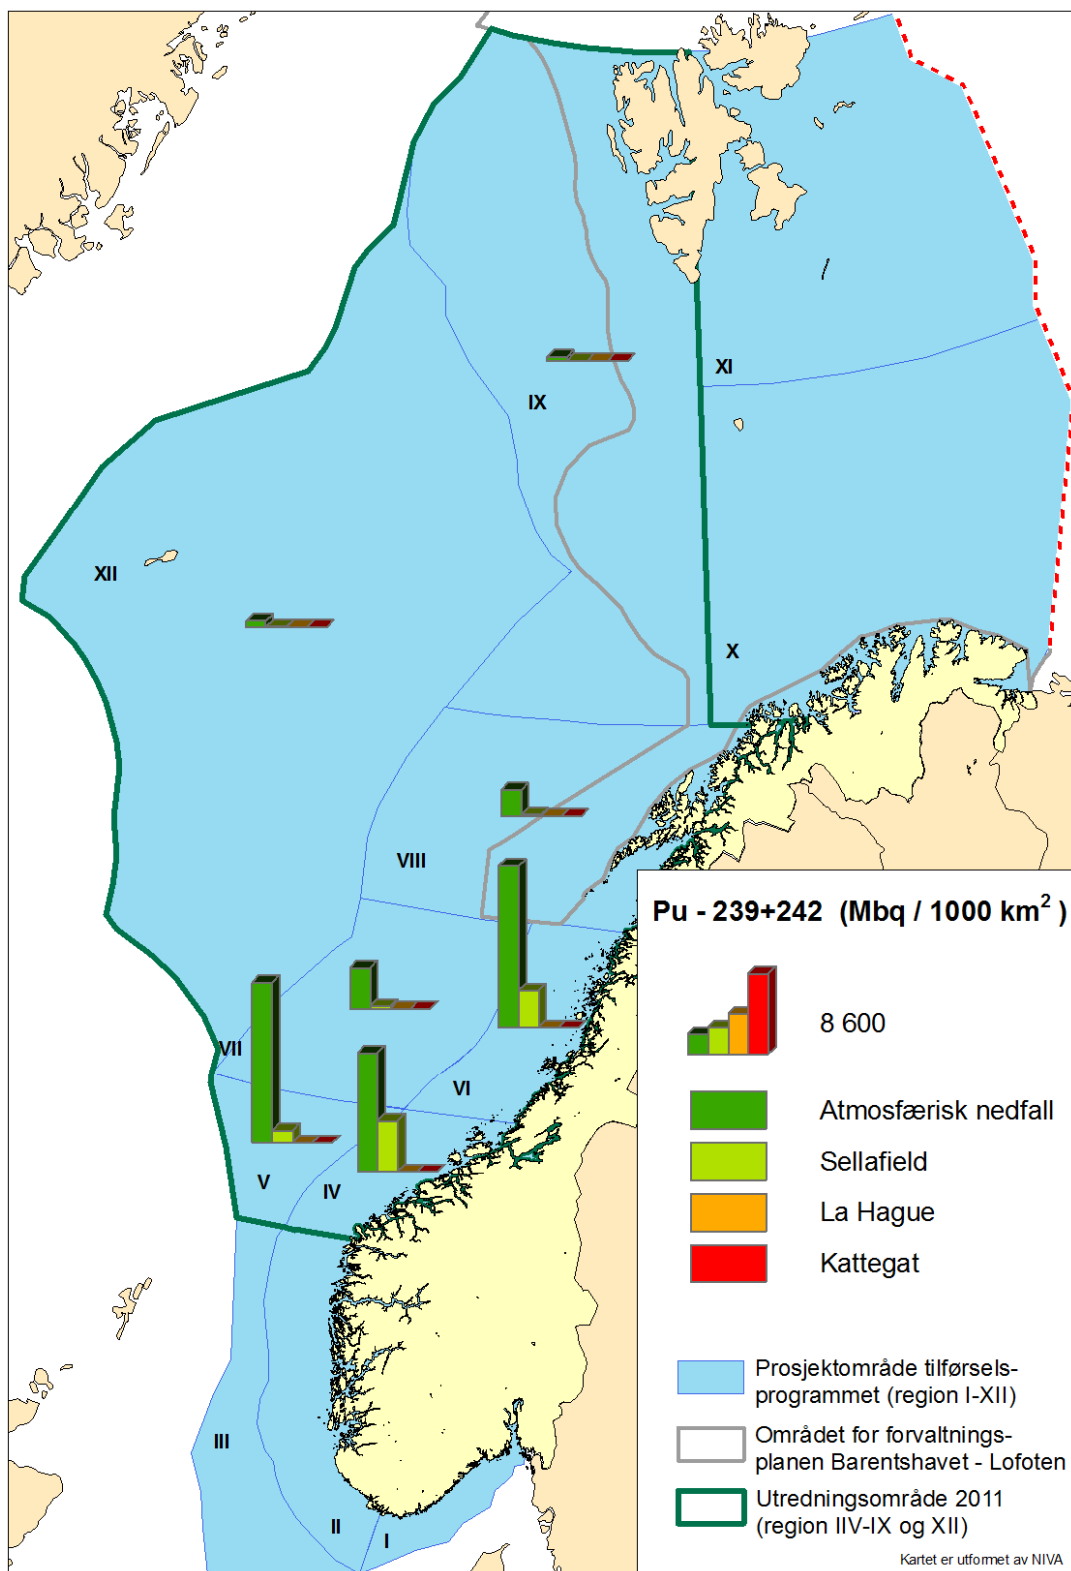 XI
IX
XII
X
VIII
VII
VI
V
IV
III
II
I
Pu - 239+242 (Mbq / 1000 km²)
8 600
Atmosfærisk nedfall
Sellafield
La Hague
Kattegat
Prosjektområde tilførsels-
programmet (region I-XII)
Området for forvaltnings-
planen Barentshavet - Lofoten
Utredningsområde 2011
(region IIV-IX og XII)
Kartet er utformet av NIVA